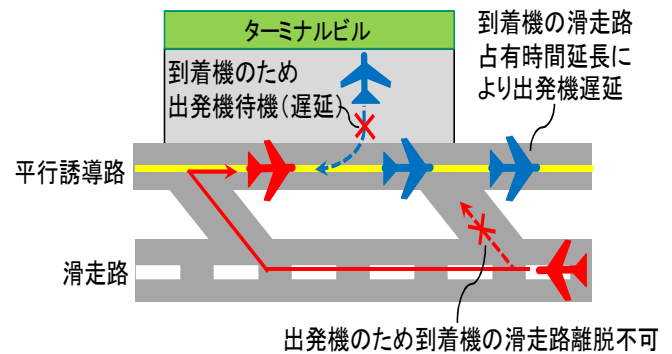 ターミナルビル
到着機のため
出発機待機(遅延)
到着機の滑走路
占有時間延長に
より出発機遅延
平行誘導路
滑走路
出発機のため到着機の滑走路離脱不可